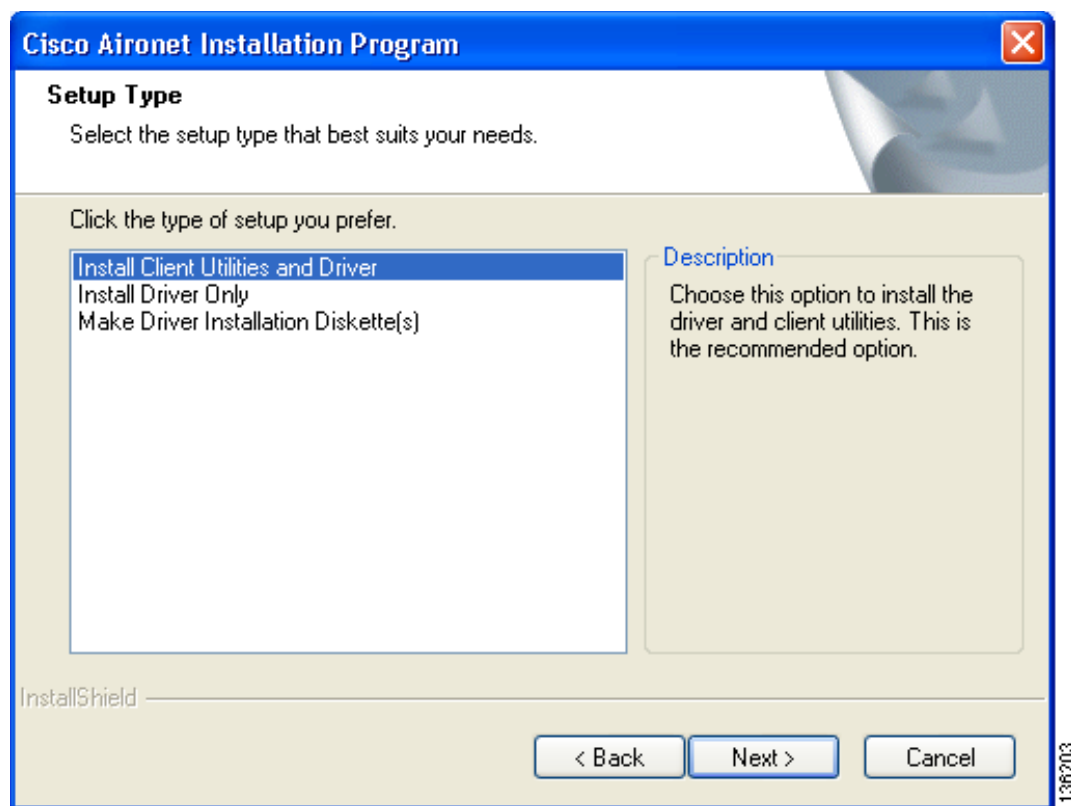 Cisco Aironet Installation Program
Setup Type
Select the setup type that best suits your needs.
Click the type of setup you prefer.
Install Client Utilities and Driver
Install Driver Only
Make Driver Installation Diskette(s)
Description
Choose this option to install the
driver and client utilities. This is
the recommended option.
InstallShield
< Back
Next >
Cancel
136203